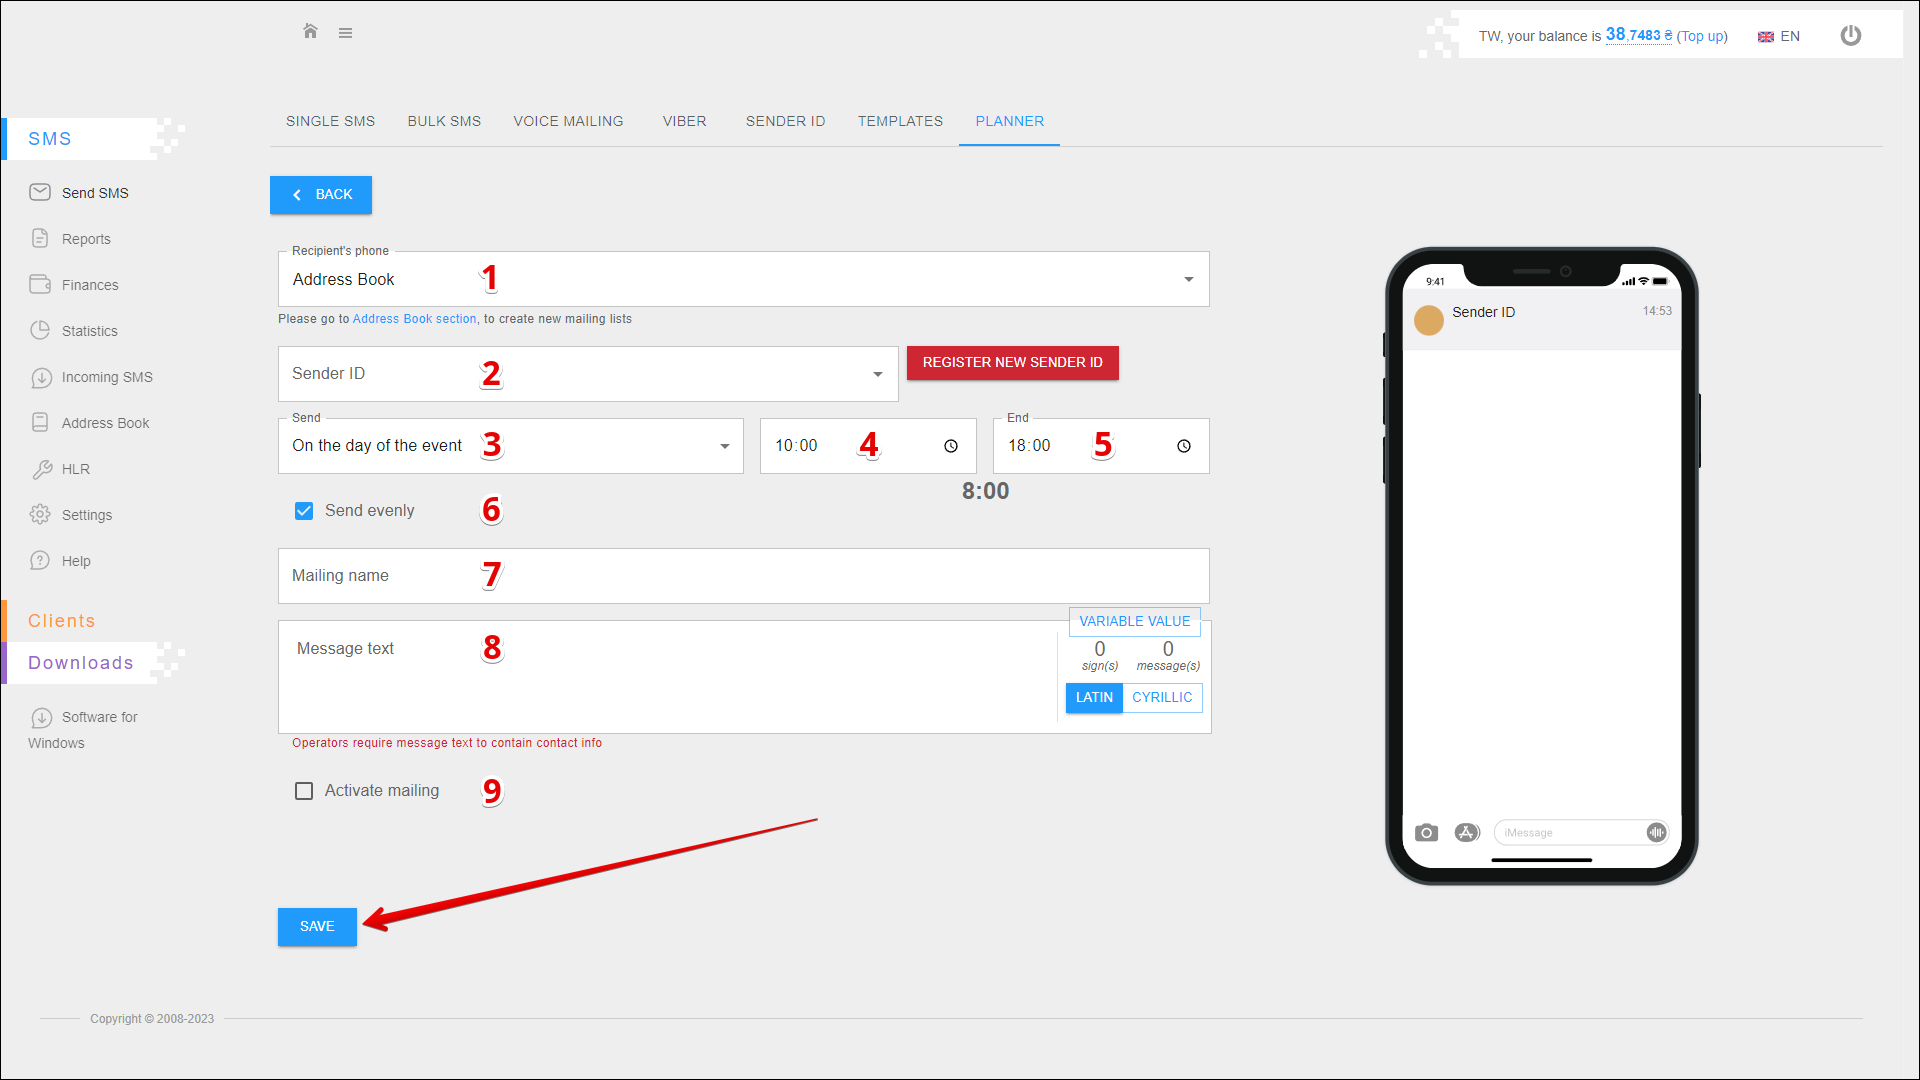 TW, your balance is 38,7483 ₴ (Top up)
EN
SMS
Send SMS
Reports
Finances
Statistics
Incoming SMS
Address Book
HLR
Settings
Help
Clients
Downloads
Software for
Windows
SINGLE SMS
BULK SMS
VOICE MAILING
VIBER
SENDER ID
TEMPLATES
PLANNER
BACK
Recipient's phone
Address Book
1
Please go to Address Book section, to create new mailing lists
Sender ID
2
REGISTER NEW SENDER ID
Send
On the day of the event
3
10:00
4
End
18:00
5
8:00
Send evenly
6
Mailing name
7
VARIABLE VALUE
Message text
8
0
sign(s)
0
message(s)
LATIN
CYRILLIC
Operators require message text to contain contact info
Activate mailing
9
SAVE
9:41
Sender ID
14:53
iMessage
Copyright © 2008-2023